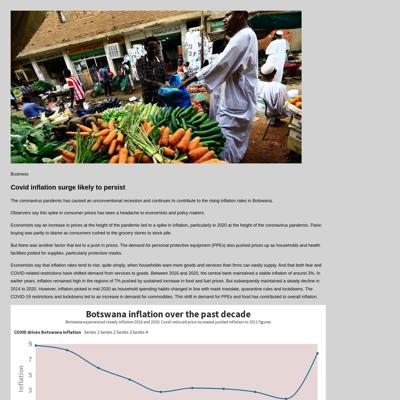 Business
Covid inflation surge likely to persist
The coronavirus pandemic has caused an unconventional recession and continues to contribute to the rising inflation rates in Botswana.
Observers say this spike in consumer prices has been a headache to economists and policy makers.
Economists say an increase in prices at the height of the pandemic led to a spike in inflation, particularly in 2020 at the height of the coronavirus pandemic. Panic
buying was partly to blame as consumers rushed to the grocery stores to stock pile.
But there was another factor that led to a push in prices. The demand for personal protective equipment (PPEs) also pushed prices up as households and health
facilities jostled for supplies, particularly protective masks.
Economists say that inflation rates tend to rise, quite simply, when households want more goods and services than firms can easily supply. And that both fear and
COVID-related restrictions have shifted demand from services to goods. Between 2016 and 2020, the central bank maintained a stable inflation of around 3%. In
earlier years, inflation remained high in the regions of 7% pushed by sustained increase in food and fuel prices. But subsequently maintained a steady decline in
2014 to 2020. However, inflation picked in mid 2020 as household spending habits changed in line with mask mandate, quarantine rules and lockdowns. The
COVID-19 restrictions and lockdowns led to an increase in demand for commodities. This shift in demand for PPEs and food has contributed to overall inflation.
Botswana inflation over the past decade
Botswana experienced steady inflation 2016 and 2020. Covid-induced price increased pushed inflation to 2012 figures
COVID drives Botswana inflation Series 1 Series 2 Series 3 Series 4
9
7
5
3
Inflation